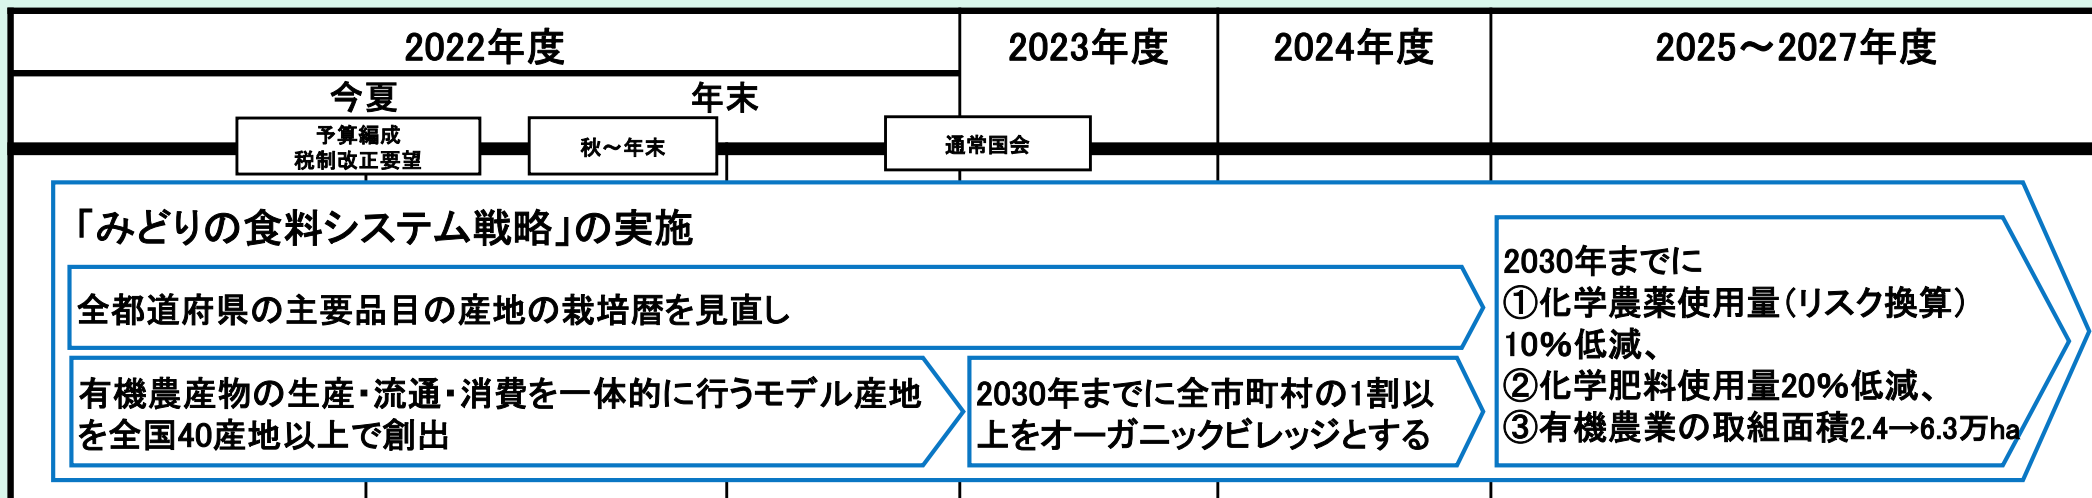 2022年度
2023年度
2024年度
2025～2027年度
今夏
年末
予算編成
税制改正要望
秋～年末
通常国会
「みどりの食料システム戦略」の実施
全都道府県の主要品目の産地の栽培暦を見直し
有機農産物の生産・流通・消費を一体的に行うモデル産地
を全国40産地以上で創出
2030年までに全市町村の1割以
上をオーガニックビレッジとする
2030年までに
①化学農薬使用量（リスク換算）
10％低減、
②化学肥料使用量20％低減、
③有機農業の取組面積2.4→6.3万ha